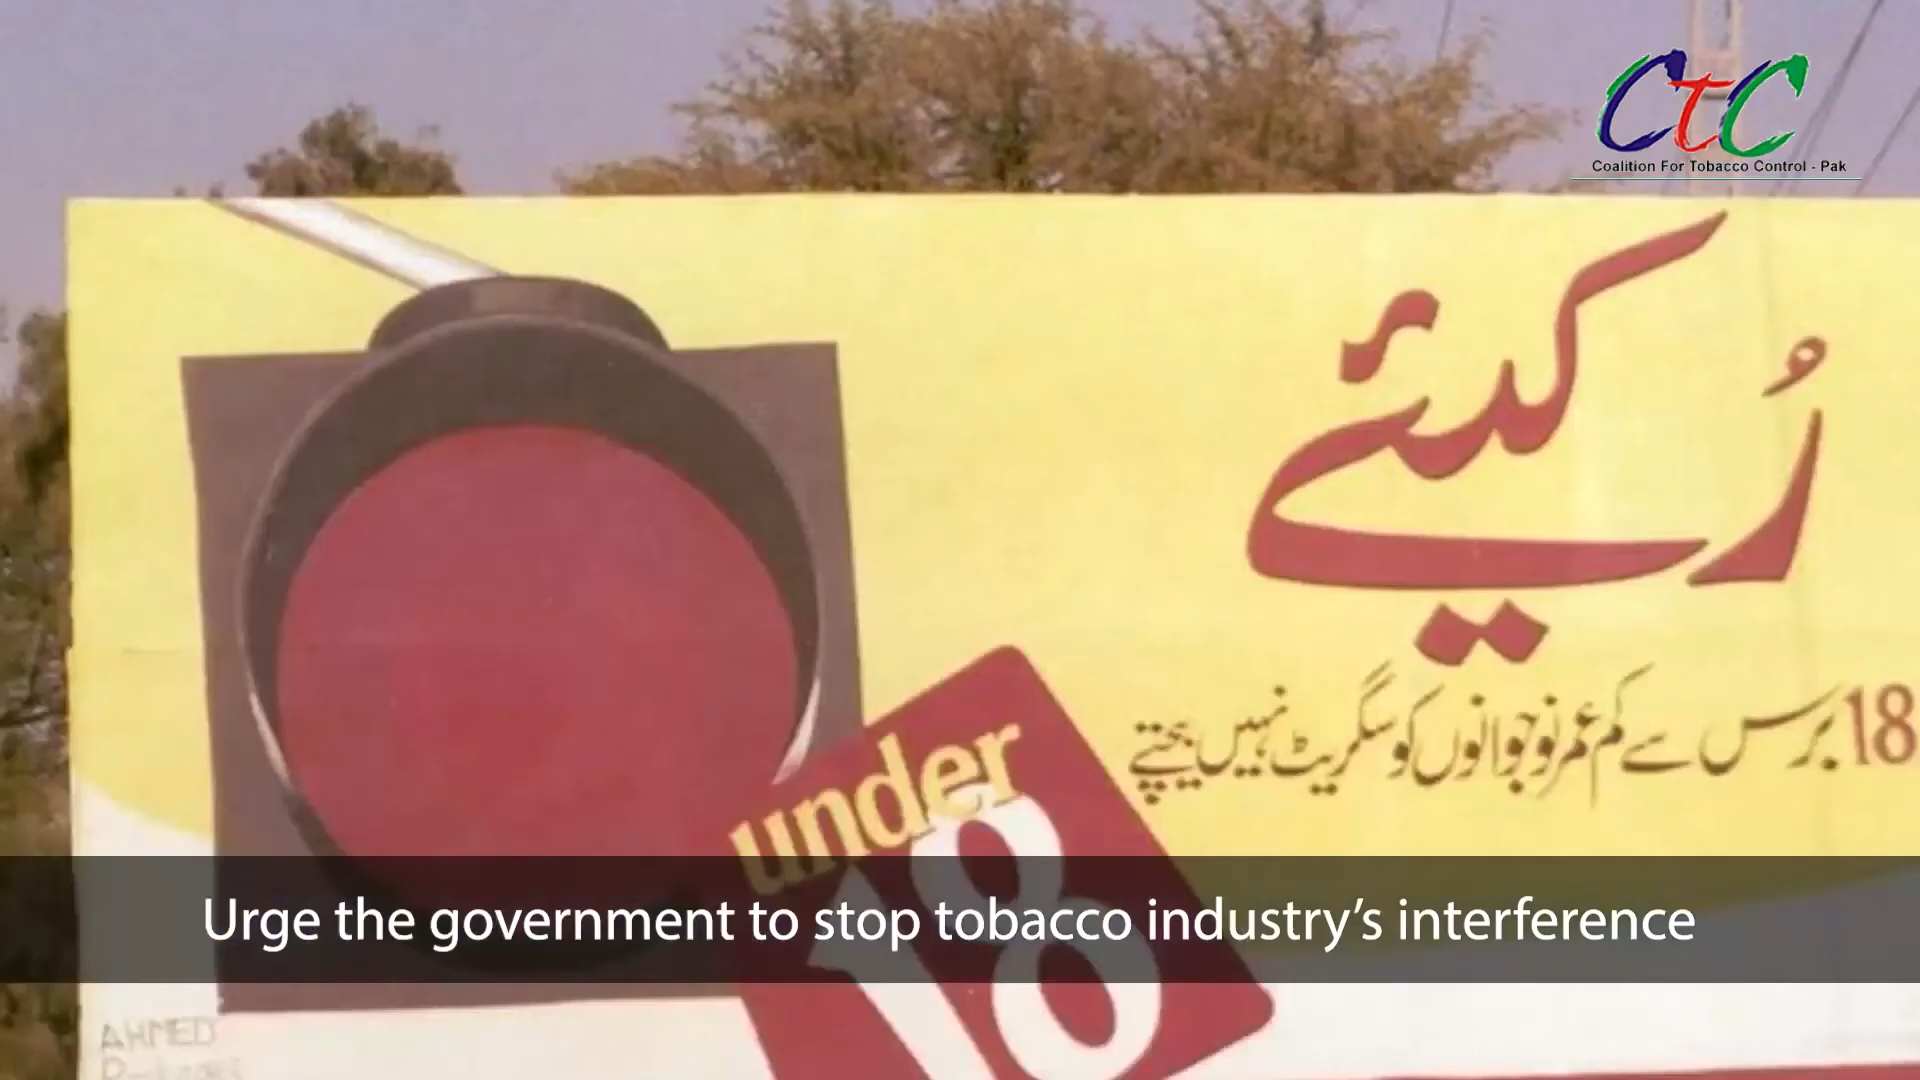 CTC
Coalition For Tobacco Control - Pak
رُکیئے
18 برس سے کم عمر نوجوانوں کو سگریٹ نہیں بیچتے
under
18
Urge the government to stop tobacco industry’s interference
AHMED